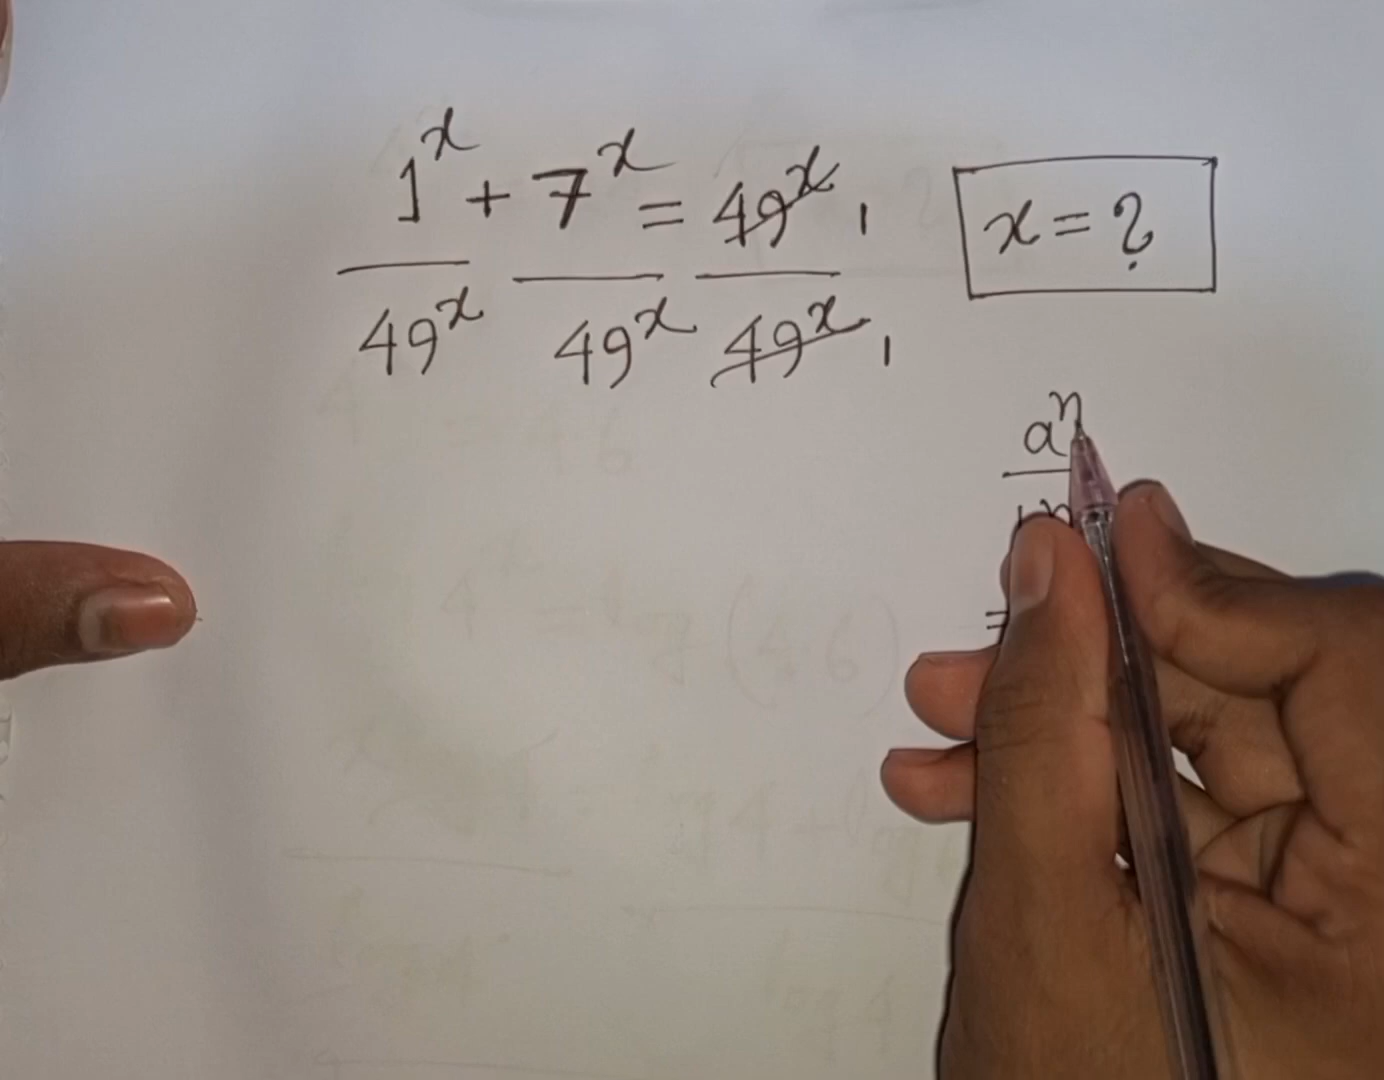 1^x + 7^x = 49^x, x = ?
49^x 49^x 49^x,
a^n
=